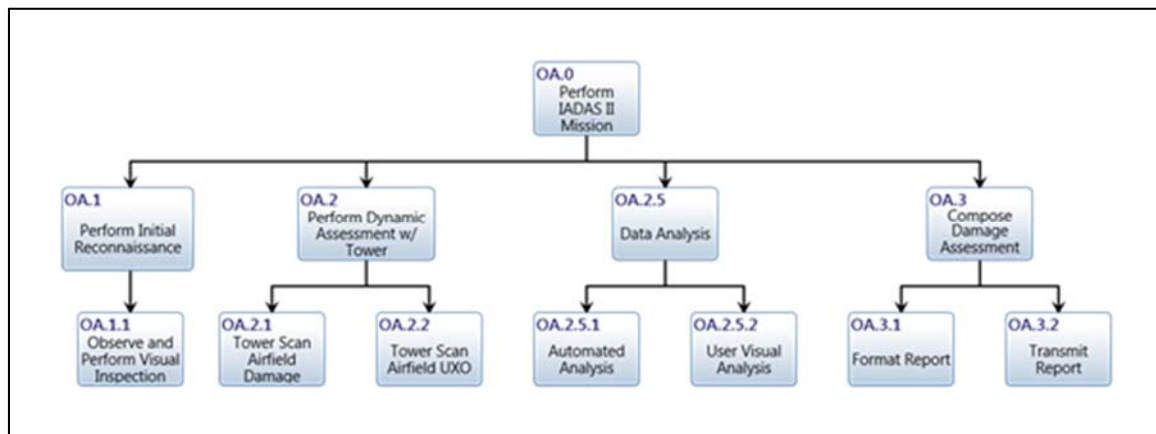 OA.0
Perform
IADAS II
Mission
OA.1
Perform Initial
Reconnaissance
OA.2
Perform Dynamic
Assessment w/
Tower
OA.2.5
Data Analysis
OA.3
Compose
Damage
Assessment
OA.1.1
Observe and
Perform Visual
Inspection
OA.2.1
Tower Scan
Airfield
Damage
OA.2.2
Tower Scan
Airfield UXO
OA.2.5.1
Automated
Analysis
OA.2.5.2
User Visual
Analysis
OA.3.1
Format Report
OA.3.2
Transmit
Report